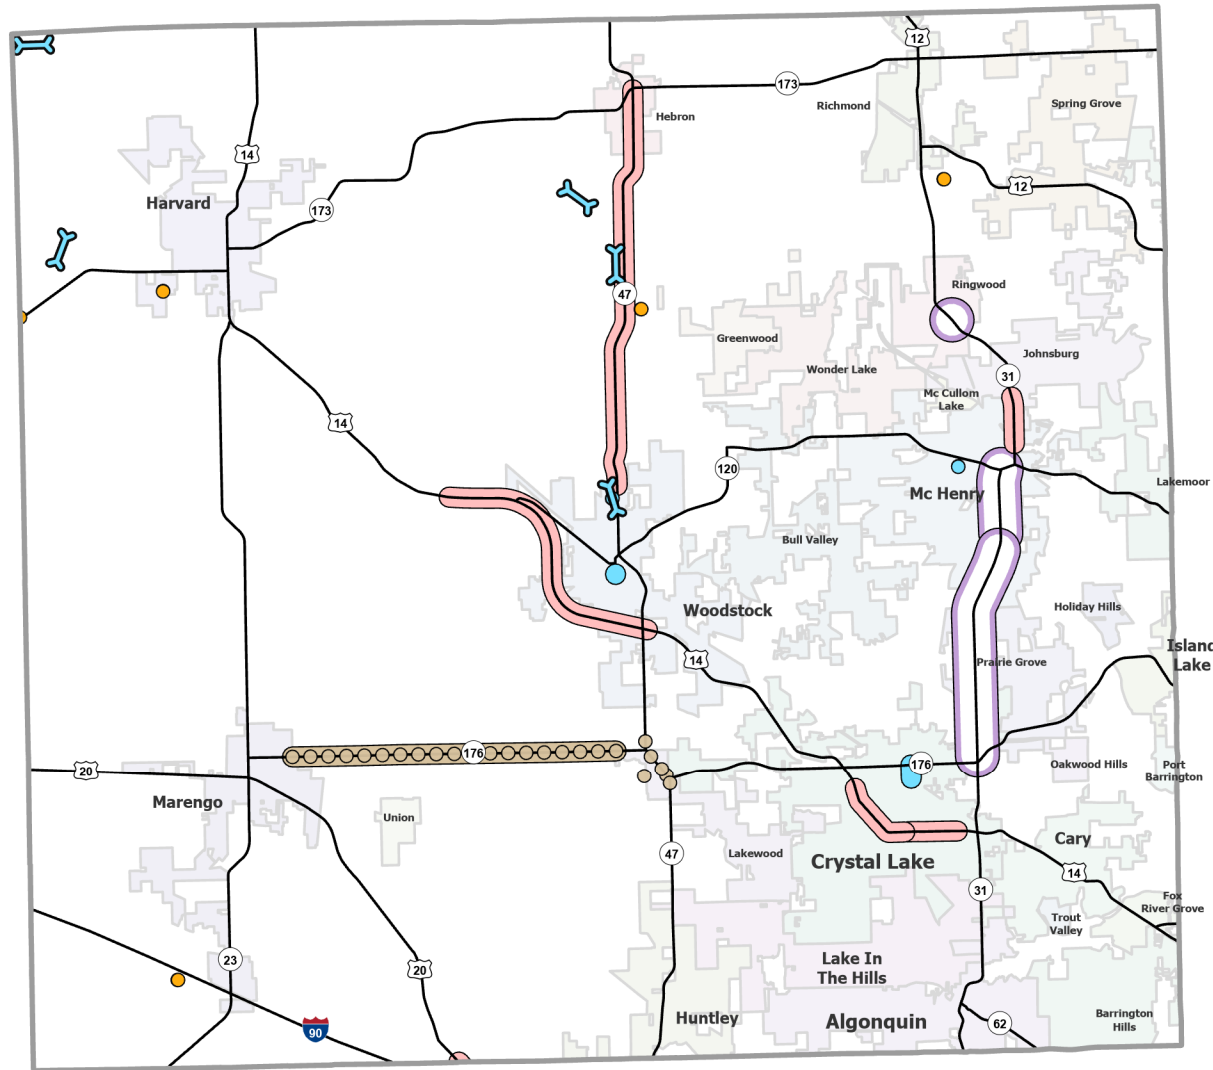 12
173
Richmond
Spring Grove
Hebron
14
12
Harvard
173
Ringwood
47
Greenwood
Johnsburg
Wonder Lake
31
Mc Cullom
Lake
14
120
Lakemoor
Mc Henry
Bull Valley
Woodstock
Holiday Hills
Island
Lake
14
Prairie Grove
176
176
Oakwood Hills
Port
Barrington
20
Marengo
Union
Cary
47
Lakewood
Crystal Lake
14
31
Fox
River Grove
Trout
Valley
23
20
Lake In
The Hills
Huntley
Algonquin
62
Barrington
Hills
90